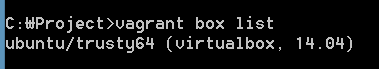 C:₩Project>vagrant box list
ubuntu/trusty64 (virtualbox, 14.04)